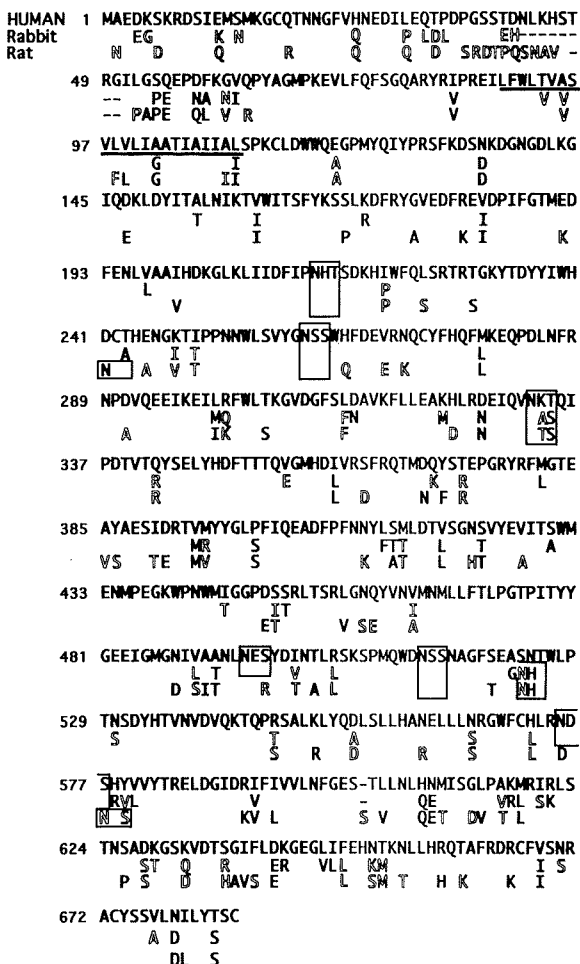 HUMAN 1 MAEDKSKRDSIEMSMKGCQTNNGFVHNEDILEQTPDPGSSTDNLKHST
Rabbit EG K N Q P LDL EH------
Rat N D Q R Q Q D SRDTPQSNAV -
49 RGILGSQEPDFKGVQPYAGMPKEVLFQFSGQARYRIPREILFWLTVAS
-- PE NA NI V V V
-- PAPE QL V R V V
97 VLVLIAATIAIIALSPKCLDWWQEGPMYQIYPRSFKDSNKDGNGDLKG
G I A D
FL G II A N
145 IQDKLDYITALNIKTVWITSFYKSSLKDFRYGVEDFREVDPIFGTMED
T I R I
E I P A K I K
193 FENLVAAIHDKGLKLIIDFIPNHTSDKHIWFQLSRTRTGKYTDYYIWH
L P
V P S S
241 DCTHENGKTIPPNNWLSVYGNSSWHFDEVRNQCYFHQFMKEQPDLNFR
A I T L
N A V T Q E K L
289 NPDVQEEIKEILRFWLTKGVDGFSLDAVKFLLEAKHLRDEIQVNKTQI
MQ FN M N AS
A IK S F D N TS
337 PDTVTQYSELYHDFTTTQVGMHDIVRSFRQTMDQYSTEPGRYRFMGTE
R E L K R L
R L D N F R
385 AYAESIDRTVMYYGLPFIQEADFPFNNYLSMLDTVSGNSVYEVITSWM
MR S FTT L T A
VS TE MV S K AT L HT A
433 ENMPEGKWPNWMIGGPDSSRLTSRLGNQYVNVMNMLLFTLPGTPITYY
T IT I
ET V SE A
481 GEEIGMGNIVAANLNESYDINTLRSKSPMQWDNSSNAGFSEASNTWLP
L T V L GNH
D SIT R T A L T NH
529 TNSDYHTVNVDVQKTQPRSALKLYQDLSLLHANELLLNRGWFCHLRND
S T A S L
S R D R S L D
577 SHYVVYTRELDGIDRIFIVVLNFGES-TLLNLHNMISGLPAKMRIRLS
RVL V - QE VRL SK
N S KV L S V QET DV T L
624 TNSADKGSKVDTSGIFLDKGEGLIFEHNTKNLLHRQTAFRDRCFVSNR
ST Q R ER VLL KM I S
P S D HAVS E L SM T H K K I
672 ACYSSVLNILYTSC
A D S
DL S